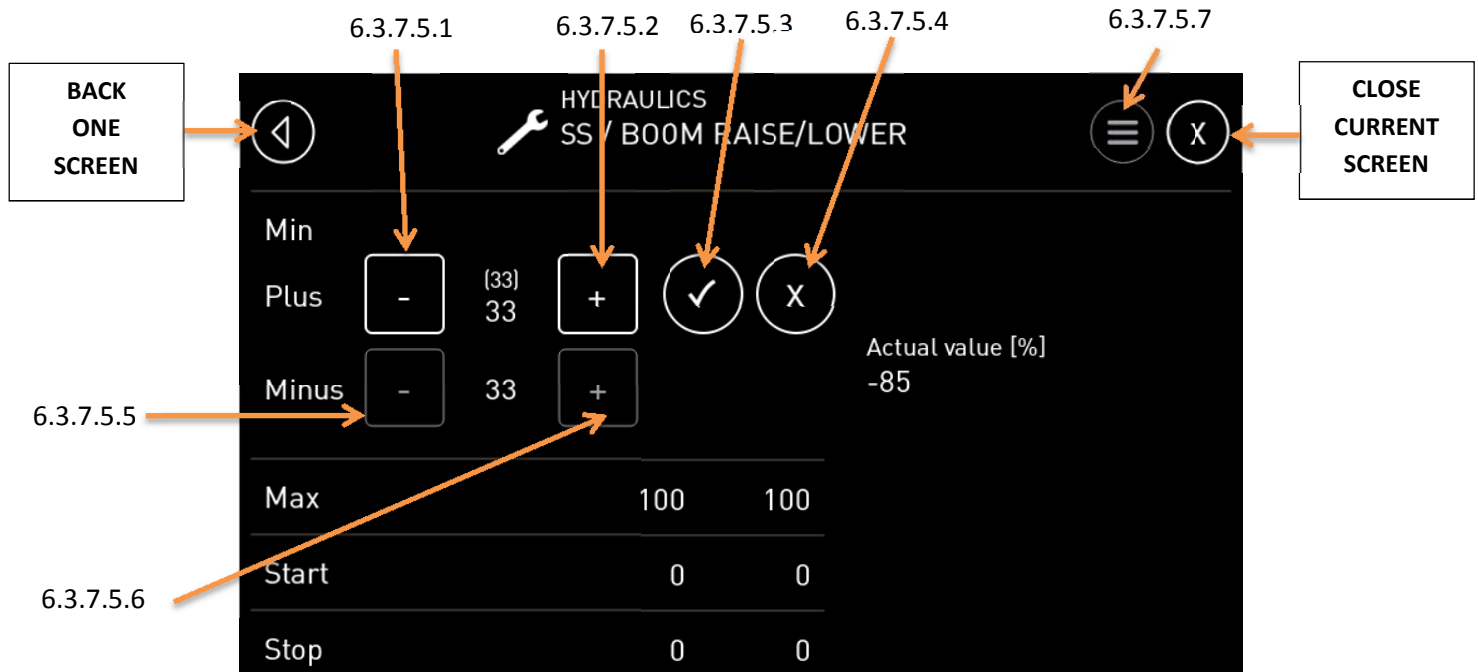 6.3.7.5.1 6.3.7.5.2 6.3.7.5.3 6.3.7.5.4 6.3.7.5.7
BACK
ONE
SCREEN
HYDRAULICS
SS / BOOM RAISE/LOWER
X
CLOSE
CURRENT
SCREEN
Min
Plus - (33) + ✓ X
33
Actual value [%]
-85
Minus - 33 +
6.3.7.5.5
Max 100 100
Start 0 0
6.3.7.5.6
Stop 0 0